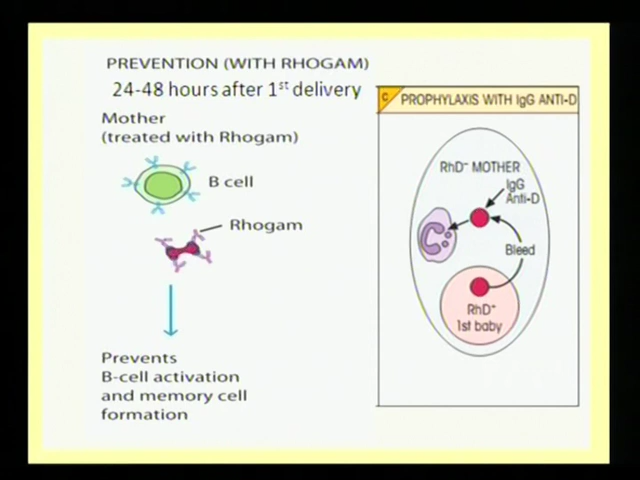 PREVENTION (WITH RHOGAM)
24-48 hours after 1st delivery
Mother
(treated with Rhogam)
B cell
Rhogam
Prevents
B-cell activation
and memory cell
formation
C PROPHYLAXIS WITH IgG ANTI-D
RhD- MOTHER
IgG
Anti-D
Bleed
RhD+
1st baby